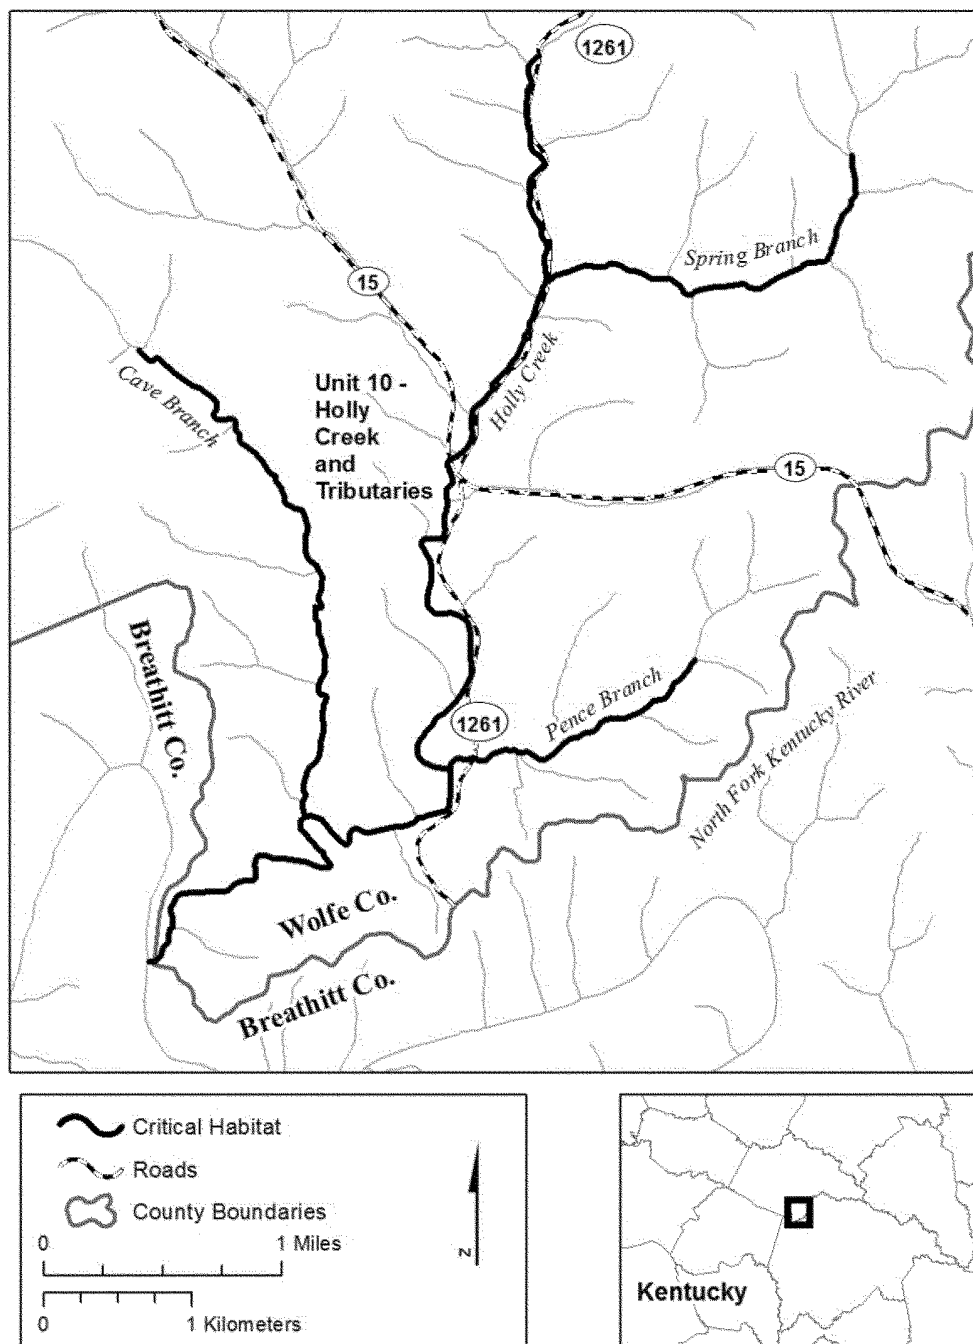 1261
Spring Branch
15
Holly Creek
Cave Branch
Unit 10 -
Holly
Creek
and
Tributaries
15
Breathitt Co.
Pence Branch
1261
North Fork Kentucky River
Wolfe Co.
Breathitt Co.
Critical Habitat
Roads
County Boundaries
0 1 Miles
0 1 Kilometers
N
Kentucky